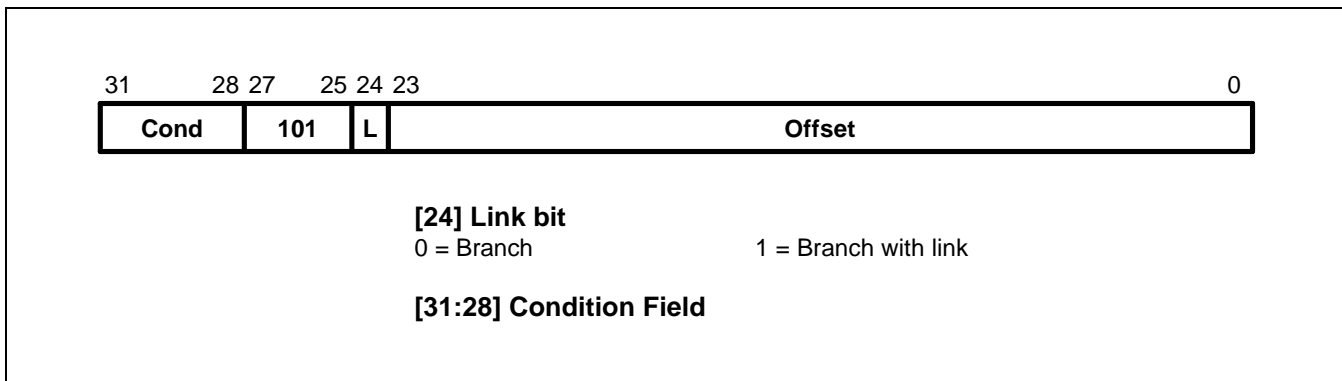 31 28 27 25 24 23 0
Cond 101 L Offset
[24] Link bit
0 = Branch 1 = Branch with link
[31:28] Condition Field